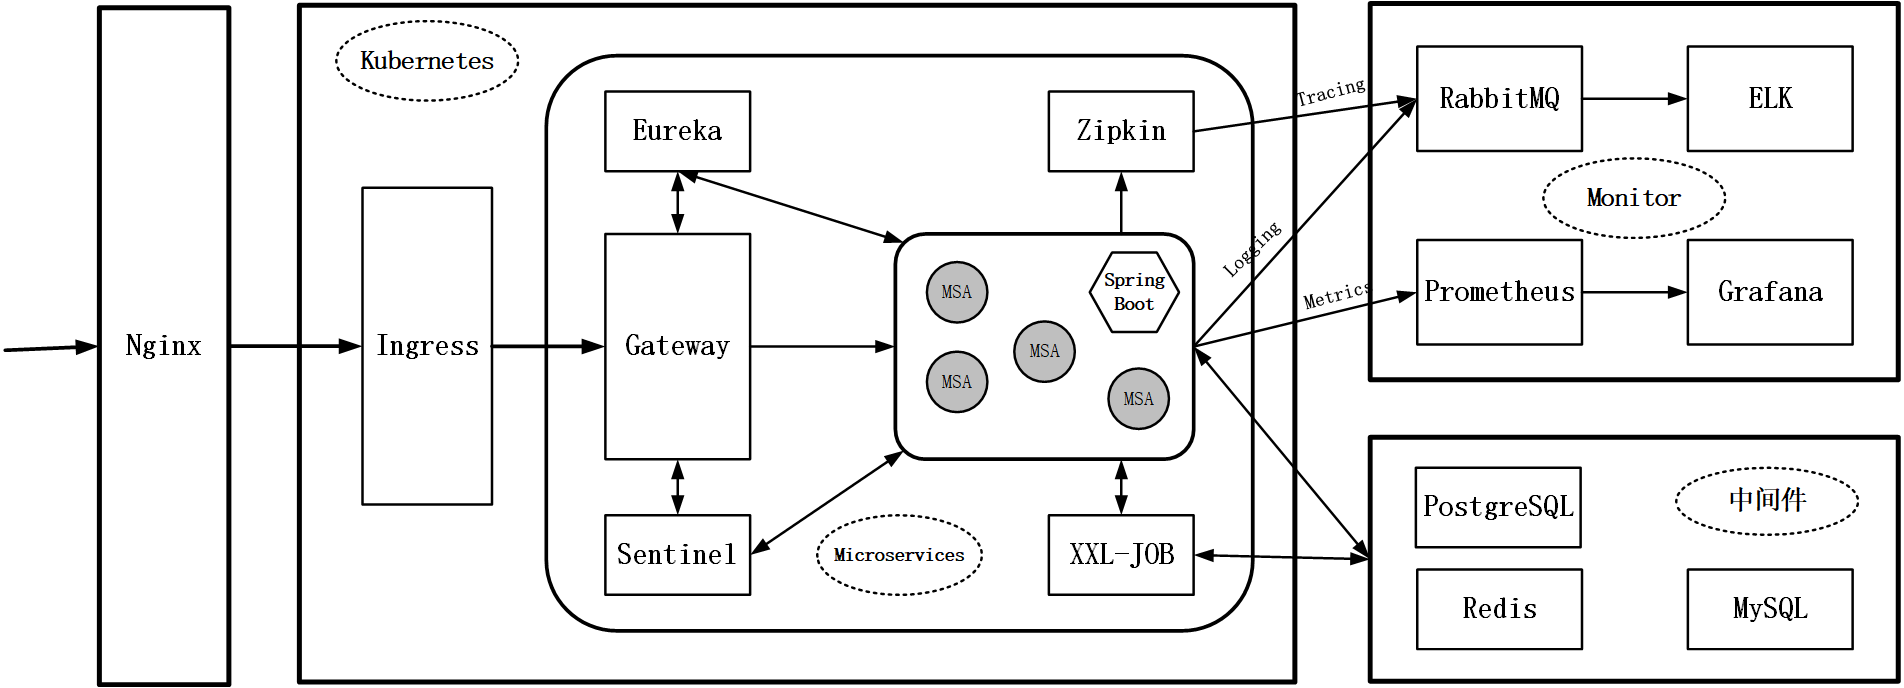 Nginx
Kubernetes
Ingress
Eureka
Gateway
Sentinel
Zipkin
MSA
MSA
MSA
MSA
Spring
Boot
Microservices
XXL-JOB
Tracing
Logging
Metrics
RabbitMQ
ELK
Monitor
Prometheus
Grafana
PostgreSQL
中间件
Redis
MySQL